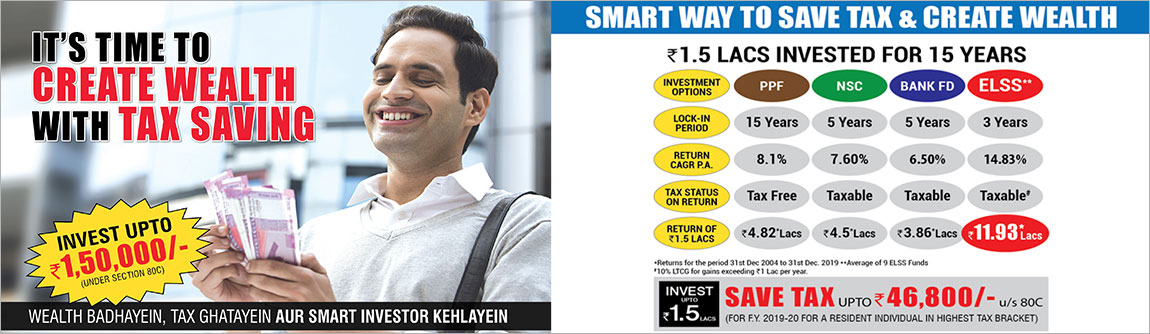 IT'S TIME TO
CREATE WEALTH
WITH TAX SAVING
INVEST UPTO
₹1,50,000/-
(UNDER SECTION 80C)
WEALTH BADHAYEIN, TAX GHATAYEIN AUR SMART INVESTOR KEHLAYEIN
SMART WAY TO SAVE TAX & CREATE WEALTH
₹1.5 LACS INVESTED FOR 15 YEARS
INVESTMENT OPTIONS PPF NSC BANK FD ELSS**
LOCK-IN PERIOD 15 Years 5 Years 5 Years 3 Years
RETURN CAGR P.A. 8.1% 7.60% 6.50% 14.83%
TAX STATUS ON RETURN Tax Free Taxable Taxable Taxable#
RETURN OF ₹1.5 LACS ₹4.82*Lacs ₹4.5*Lacs ₹3.86*Lacs ₹11.93*Lacs
*Returns for the period 31st Dec 2004 to 31st Dec. 2019 **Average of 9 ELSS Funds
#10% LTCG for gains exceeding ₹1 Lac per year.
INVEST UPTO ₹1.5 LACS
SAVE TAX UPTO ₹46,800/- u/s 80C
(FOR F.Y. 2019-20 FOR A RESIDENT INDIVIDUAL IN HIGHEST TAX BRACKET)